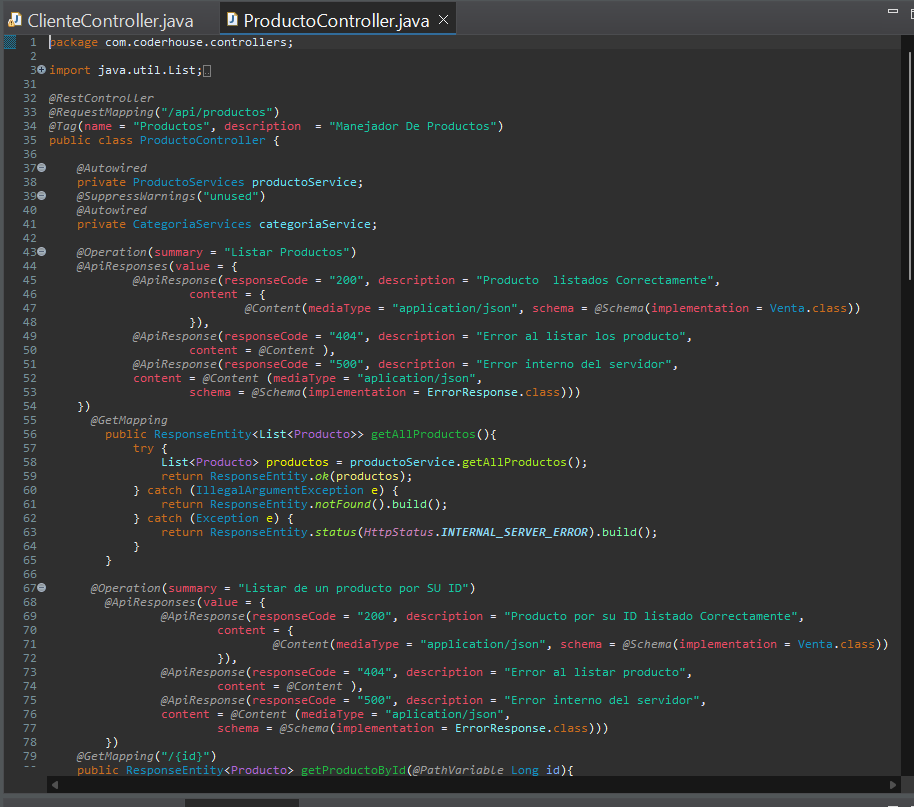 ClienteController.java ProductoController.java
1 package com.coderhouse.controllers;
2
3 import java.util.List;
31
32 @RestController
33 @RequestMapping("/api/productos")
34 @Tag(name = "Productos", description  = "Manejador De Productos")
35 public class ProductoController {
36
37     @Autowired
38     private ProductoServices productoService;
39     @SuppressWarnings("unused")
40     @Autowired
41     private CategoriaServices categoriaService;
42
43     @Operation(summary = "Listar Productos")
44     @ApiResponses(value = {
45             @ApiResponse(responseCode = "200", description = "Producto  listados Correctamente",
46                     content = {
47                             @Content(mediaType = "application/json", schema = @Schema(implementation = Venta.class))
48                     }),
49             @ApiResponse(responseCode = "404", description = "Error al listar los producto",
50                     content = @Content ),
51             @ApiResponse(responseCode = "500", description = "Error interno del servidor",
52             content = @Content (mediaType = "aplication/json",
53                     schema = @Schema(implementation = ErrorResponse.class)))
54     })
55       @GetMapping
56         public ResponseEntity<List<Producto>> getAllProductos(){
57             try {
58                 List<Producto> productos = productoService.getAllProductos();
59                 return ResponseEntity.ok(productos);
60             } catch (IllegalArgumentException e) {
61                 return ResponseEntity.notFound().build();
62             } catch (Exception e) {
63                 return ResponseEntity.status(HttpStatus.INTERNAL_SERVER_ERROR).build();
64             }
65         }
66
67       @Operation(summary = "Listar de un producto por SU ID")
68         @ApiResponses(value = {
69                 @ApiResponse(responseCode = "200", description = "Producto por su ID listado Correctamente",
70                         content = {
71                                 @Content(mediaType = "application/json", schema = @Schema(implementation = Venta.class))
72                         }),
73                 @ApiResponse(responseCode = "404", description = "Error al listar producto",
74                         content = @Content ),
75                 @ApiResponse(responseCode = "500", description = "Error interno del servidor",
76                 content = @Content (mediaType = "aplication/json",
77                         schema = @Schema(implementation = ErrorResponse.class)))
78         })
79     @GetMapping("/{id}")
    public ResponseEntity<Producto> getProductoById(@PathVariable Long id){